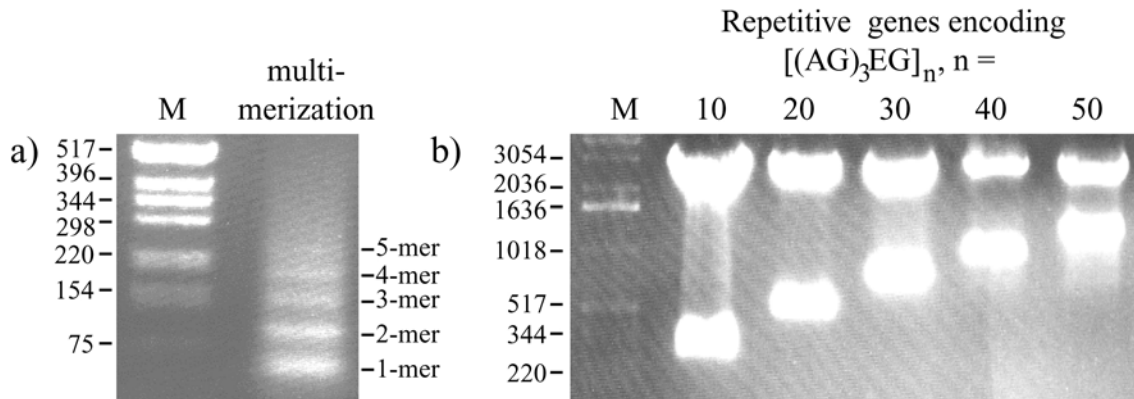 a)
M
multi-
merization
517
396
344
298
220
154
75
5-mer
4-mer
3-mer
2-mer
1-mer
b)
Repetitive genes encoding
[(AG)3EG]n, n =
M 10 20 30 40 50
3054
2036
1636
1018
517
344
220